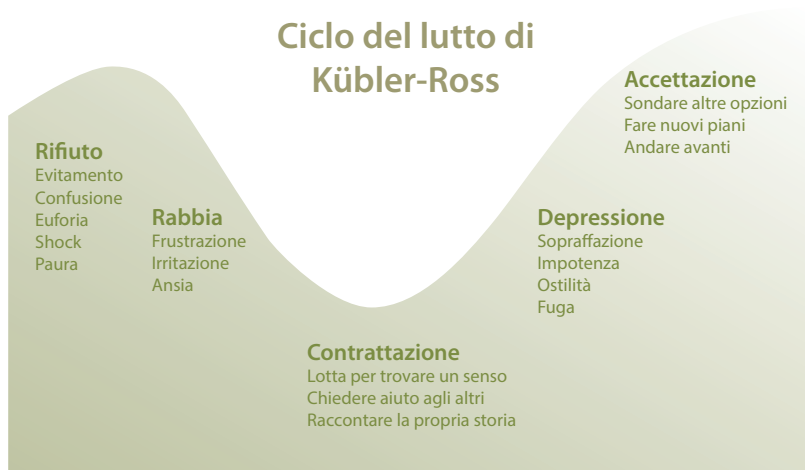 Ciclo del lutto di
Kübler-Ross
Rifiuto
Evitamento
Confusione
Euforia
Shock
Paura
Rabbia
Frustrazione
Irritazione
Ansia
Contrattazione
Lotta per trovare un senso
Chiedere aiuto agli altri
Raccontare la propria storia
Depressione
Sopraffazione
Impotenza
Ostilità
Fuga
Accettazione
Sondare altre opzioni
Fare nuovi piani
Andare avanti